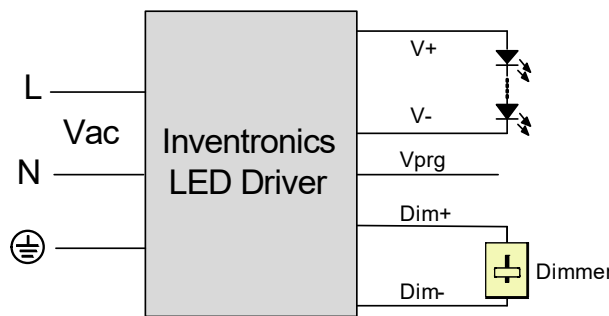 L
Vac
N
Inventronics
LED Driver
V+
V-
Vprg
Dim+
Dimmer
Dim-